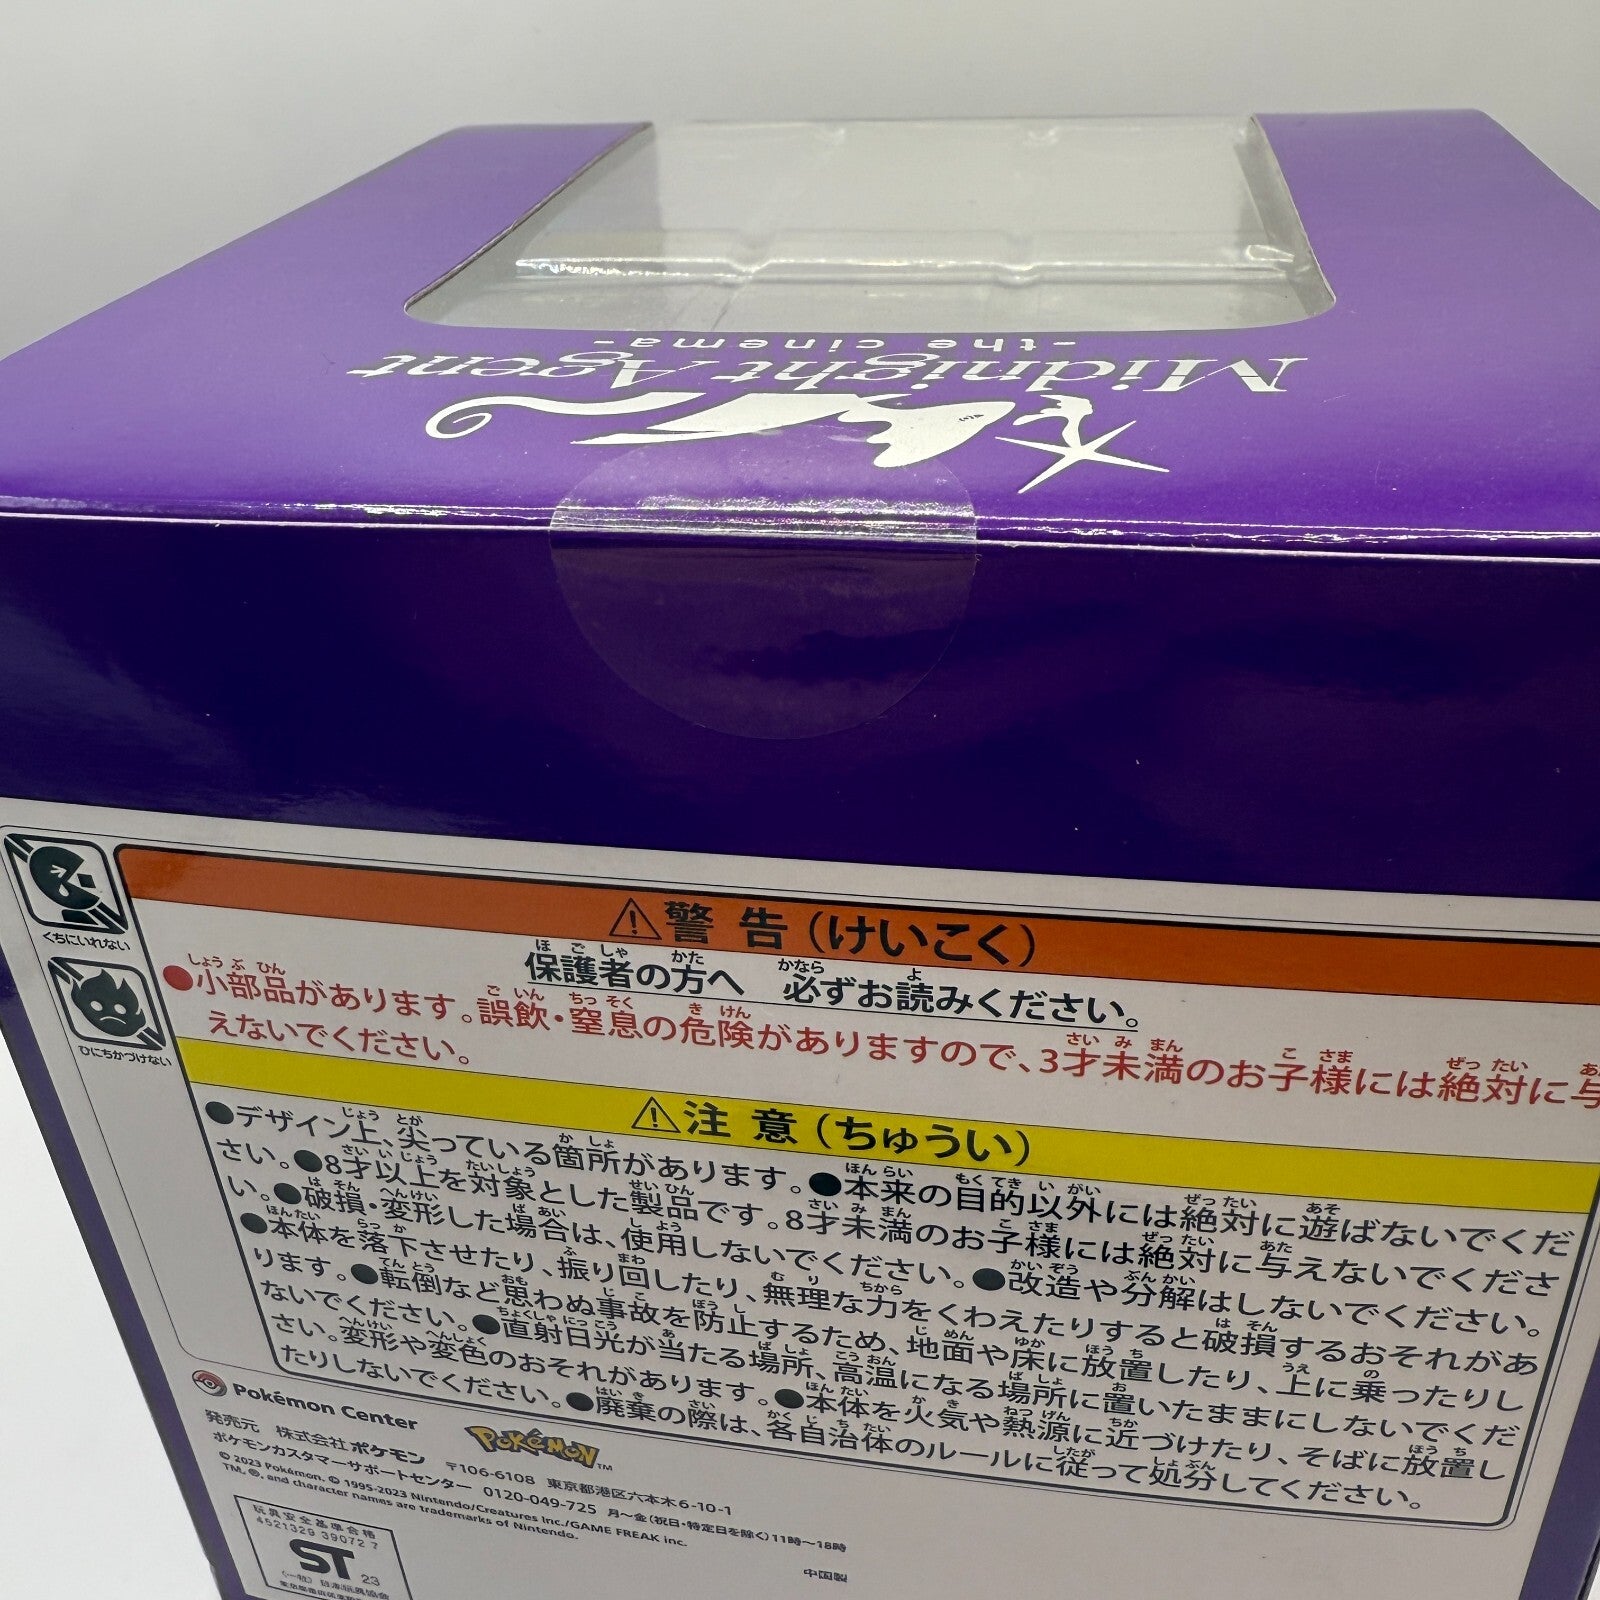 Midnight Agent
-the cinema-
くちにいれない
ひにちかづけない
⚠警告(けいこく)
保護者の方へ 必ずお読みください。
●小部品があります。誤飲・窒息の危険がありますので、3才未満のお子様には絶対に与
えないでください。
⚠注意(ちゅうい)
●デザイン上、尖っている箇所があります。●本来の目的以外には絶対に遊ばないでくだ
さい。●8才以上を対象とした製品です。8才未満のお子様には絶対に与えないでくださ
い。●破損・変形した場合は、使用しないでください。●改造や分解はしないでください。
●本体を落下させたり、振り回したり、無理な力をくわえたりすると破損するおそれがあ
ります。●転倒など思わぬ事故を防止するため、地面や床に放置したり、上に乗ったりし
ないでください。●直射日光が当たる場所、高温になる場所に置いたままにしないでくだ
さい。変形や変色のおそれがあります。●本体を火気や熱源に近づけたり、そばに放置し
たりしないでください。●廃棄の際は、各自治体のルールに従って処分してください。
Pokémon Center
発売元 株式会社ポケモン 〒106-6108 東京都港区六本木6-10-1
ポケモンカスタマーサポートセンター 0120-049-725 月～金(祝日・特定日を除く)11時～18時
POKÉMON™
© 2023 Pokémon. © 1995-2023 Nintendo/Creatures Inc./GAME FREAK inc.
TM, ®, and character names are trademarks of Nintendo.
中国製
玩具安全基準合格
4521329 39072 7
ST 23
(一社) 日本玩具協会